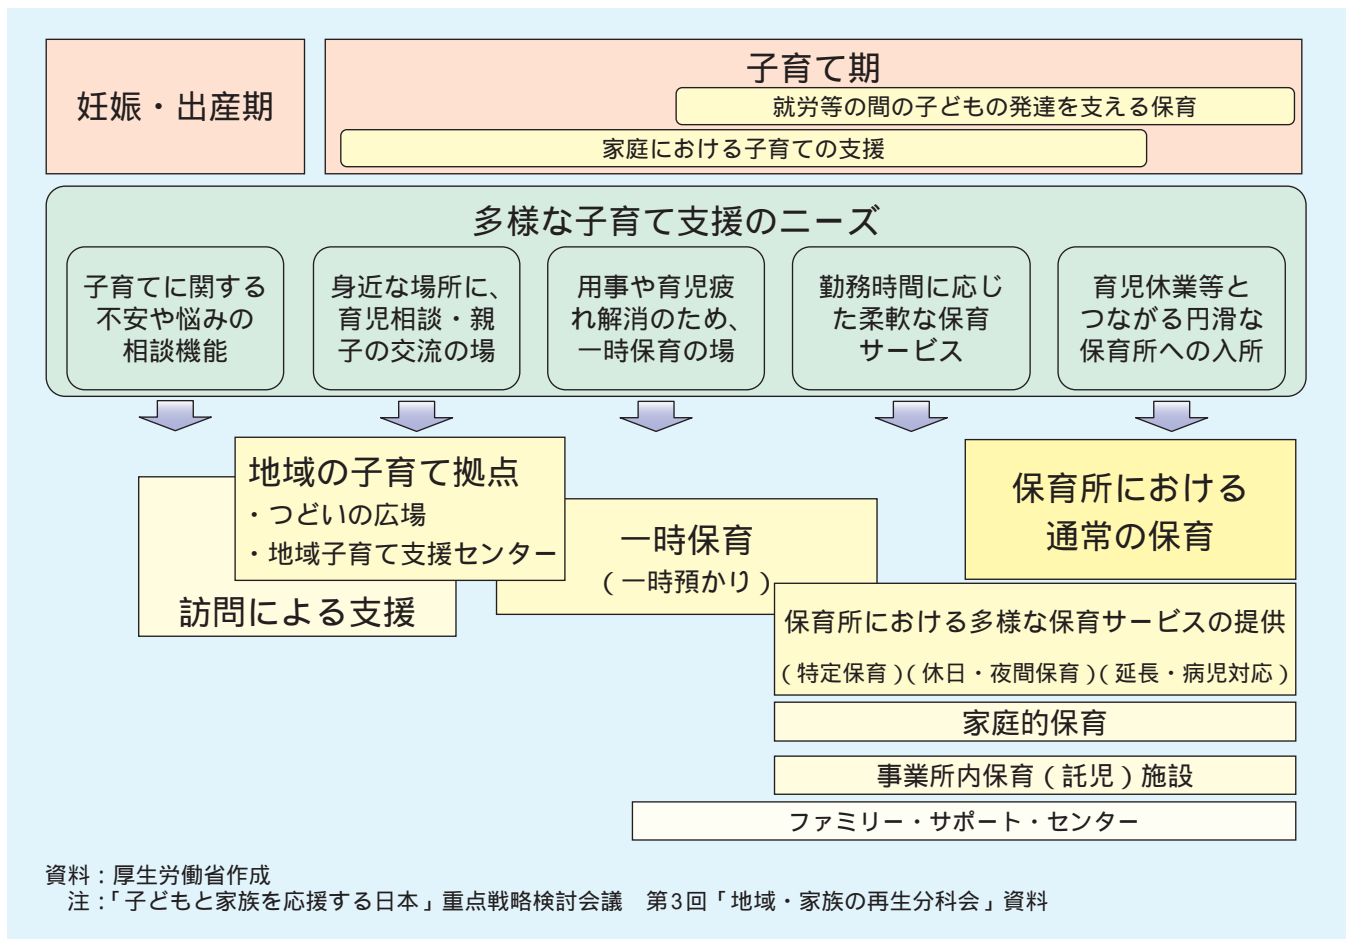 妊娠・出産期
子育て期
就労等の間の子どもの発達を支える保育
家庭における子育ての支援
多様な子育て支援のニーズ
子育てに関する
不安や悩みの
相談機能
身近な場所に、
育児相談・親
子の交流の場
用事や育児疲
れ解消のため、
一時保育の場
勤務時間に応じ
た柔軟な保育
サービス
育児休業等と
つながる円滑な
保育所への入所
地域の子育て拠点
・つどいの広場
・地域子育て支援センター
訪問による支援
一時保育
（一時預かり）
保育所における
通常の保育
保育所における多様な保育サービスの提供
（特定保育）（休日・夜間保育）（延長・病児対応）
家庭的保育
事業所内保育（託児）施設
ファミリー・サポート・センター
資料：厚生労働省作成
注：「子どもと家族を応援する日本」重点戦略検討会議　第3回「地域・家族の再生分科会」資料